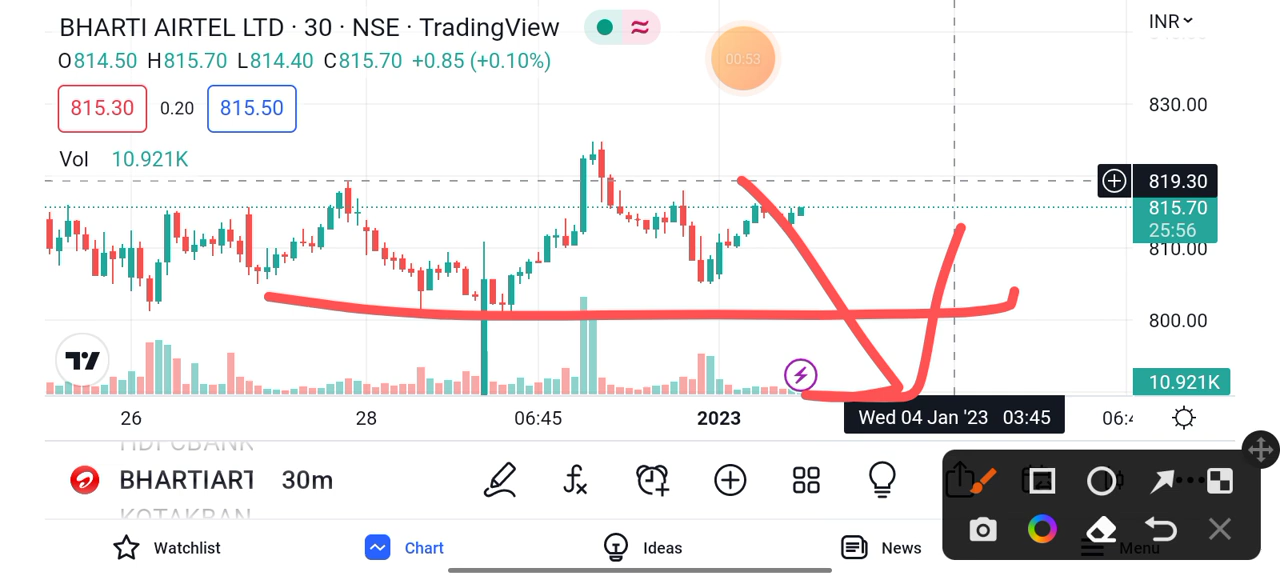 BHARTI AIRTEL LTD · 30 · NSE · TradingView
INR
O814.50 H815.70 L814.40 C815.70 +0.85 (+0.10%)
00:53
815.30 0.20 815.50
830.00
Vol 10.921K
819.30
815.70
25:56
810.00
800.00
10.921K
26 28 06:45 2023 Wed 04 Jan '23 03:45
HDFCBANK
BHARTIART 30m
KOTAKBAN
Watchlist Chart Ideas News Menu